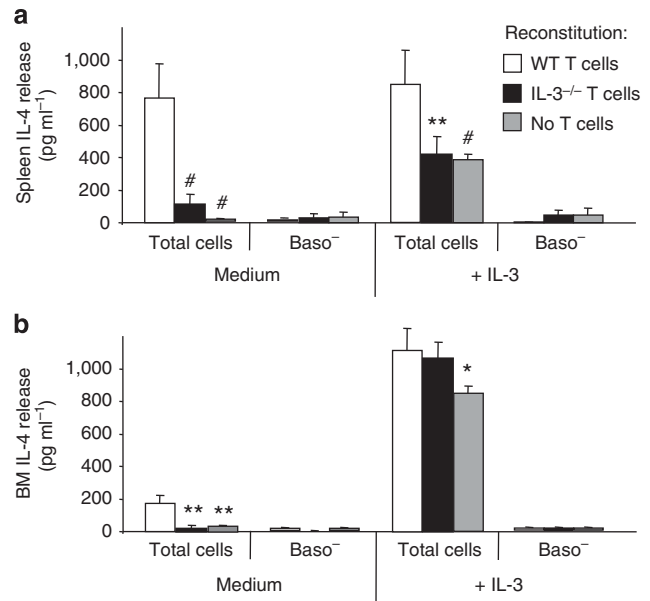 a
Reconstitution:
WT T cells
IL-3–/– T cells
No T cells
Spleen IL-4 release
(pg ml–1)
1,000
800
600
400
200
0
#
#
**
#
Total cells
Baso–
Total cells
Baso–
Medium
+ IL-3
b
BM IL-4 release
(pg ml–1)
1,000
800
600
400
200
0
**
**
*
Total cells
Baso–
Total cells
Baso–
Medium
+ IL-3